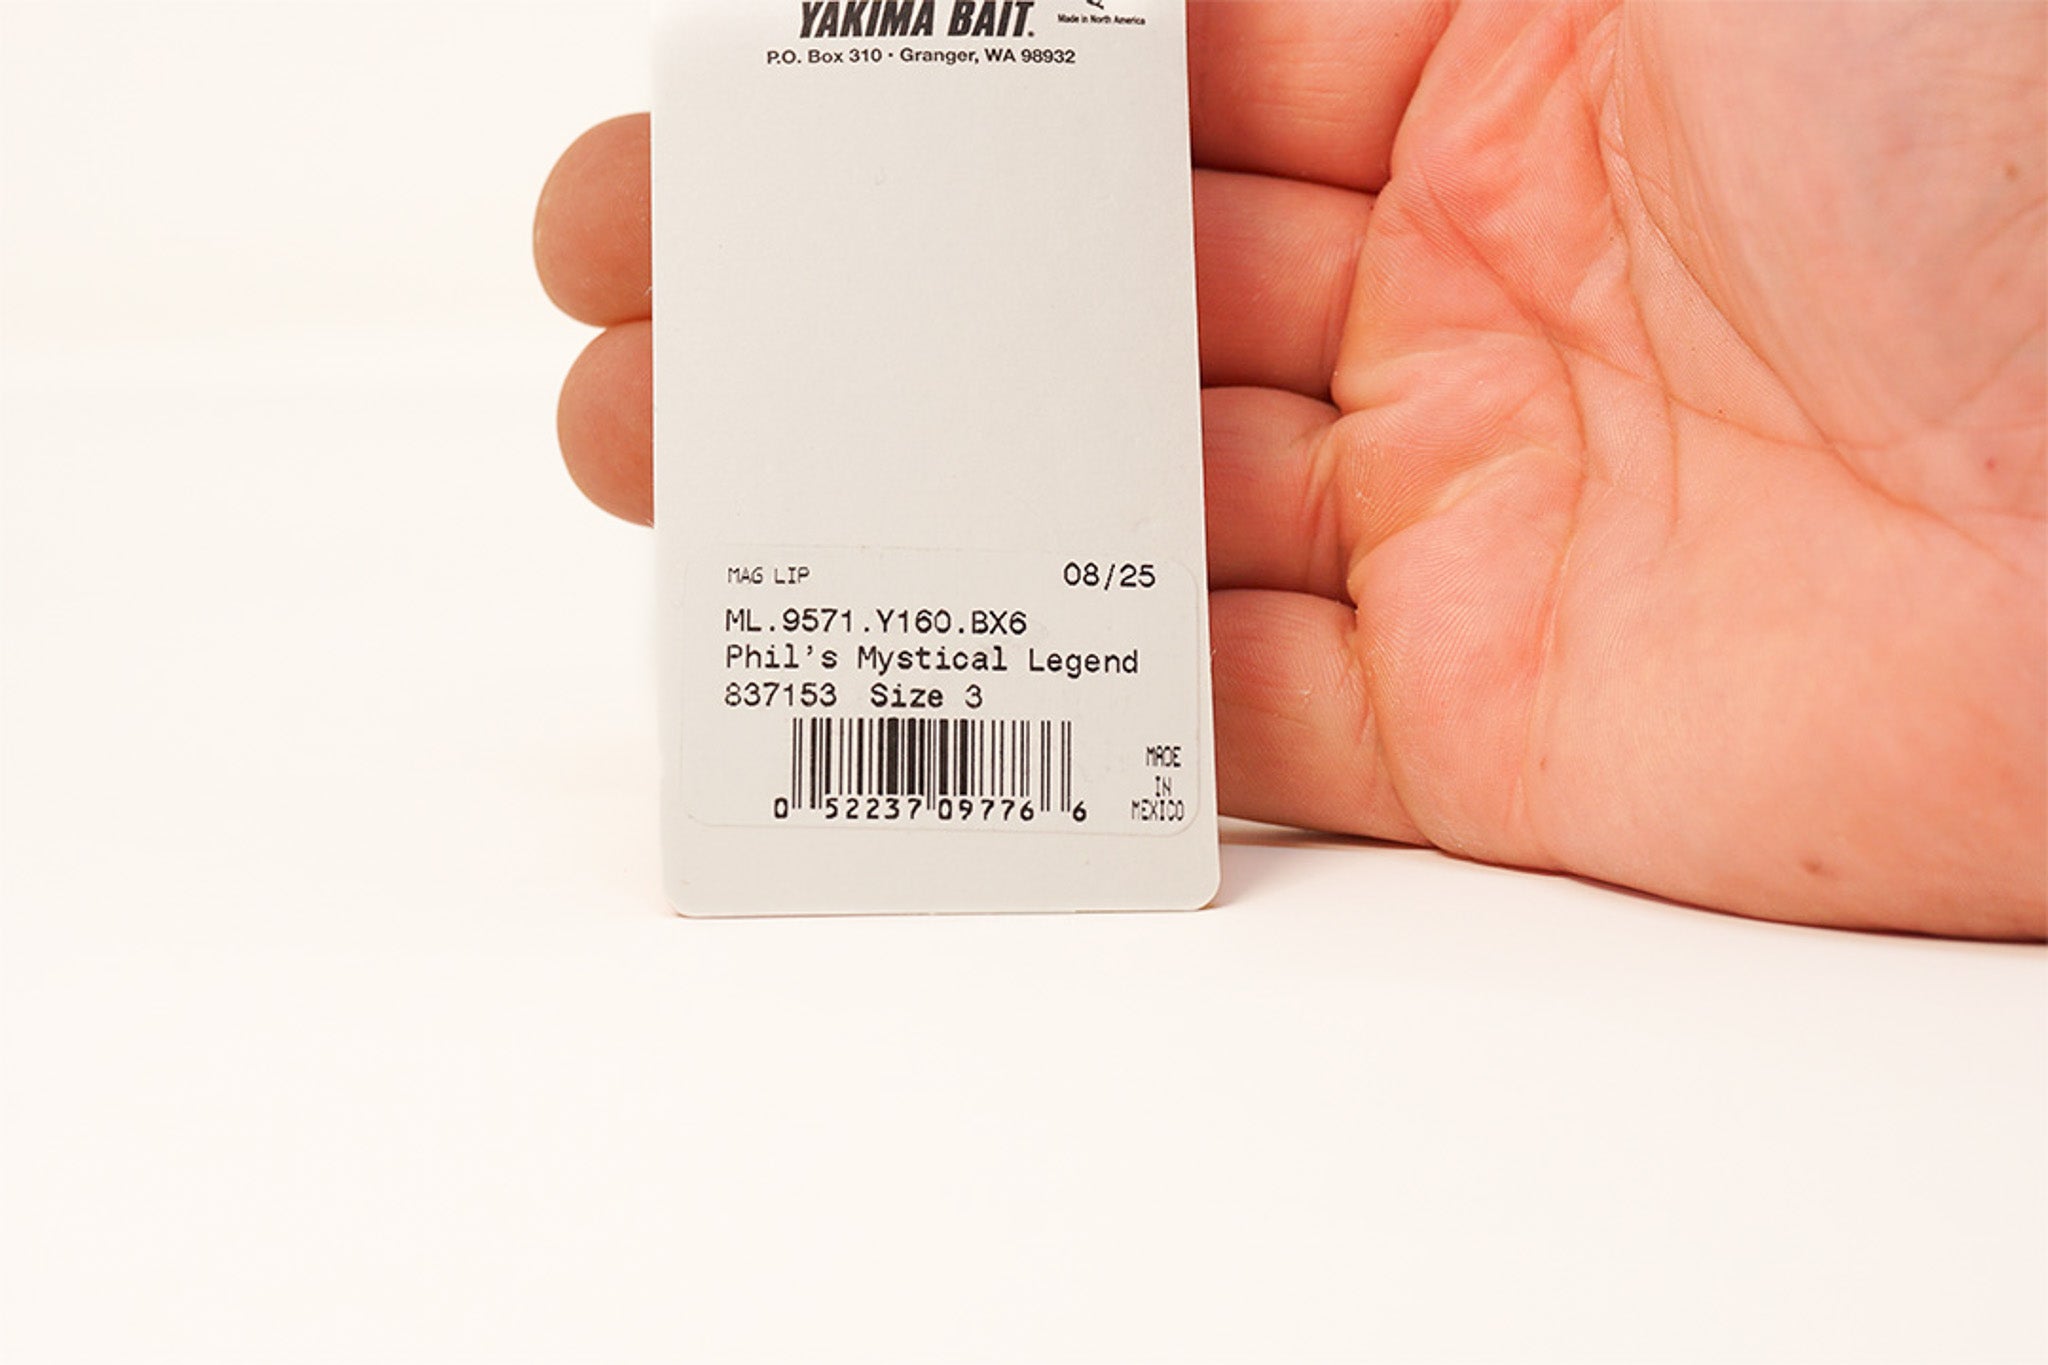 YAKIMA BAIT.
Made in North America
P.O. Box 310 · Granger, WA 98932
MAG LIP 08/25
ML.9571.Y160.BX6
Phil's Mystical Legend
837153 Size 3
0 52237 09776 6
MADE
IN
MEXICO